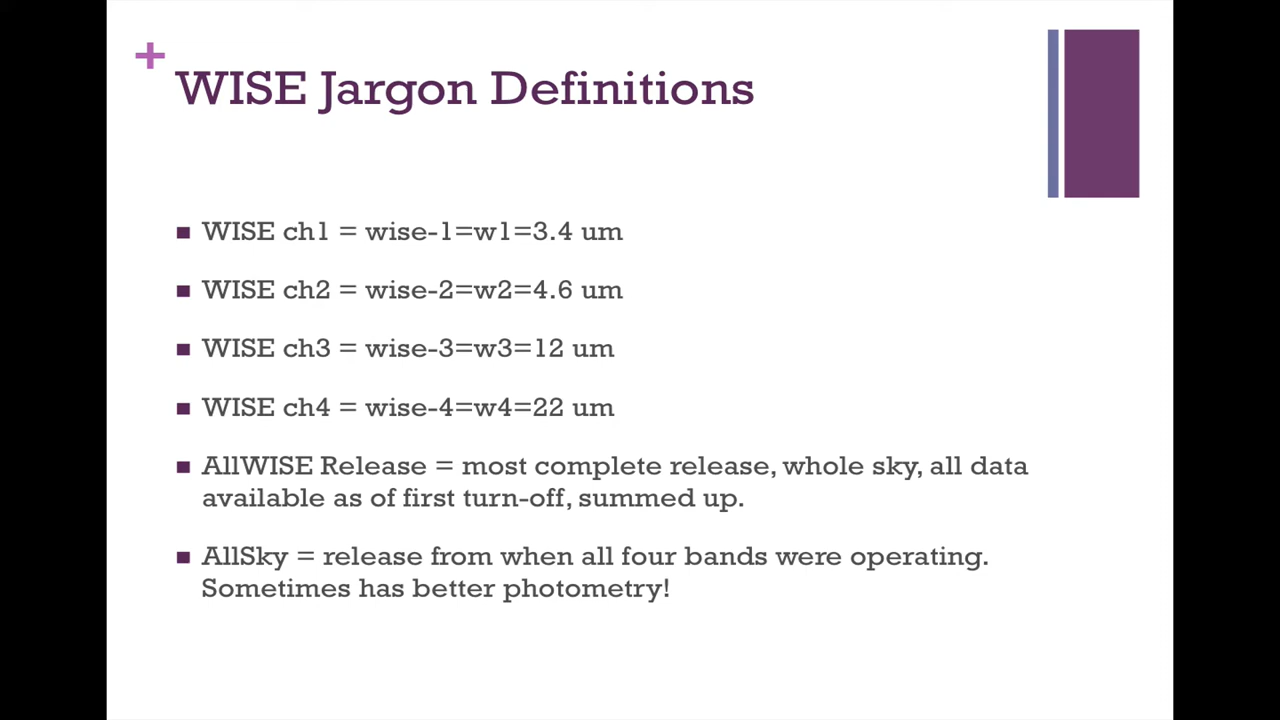 WISE Jargon Definitions
WISE ch1 = wise-1=w1=3.4 um
WISE ch2 = wise-2=w2=4.6 um
WISE ch3 = wise-3=w3=12 um
WISE ch4 = wise-4=w4=22 um
AllWISE Release = most complete release, whole sky, all data
available as of first turn-off, summed up.
AllSky = release from when all four bands were operating.
Sometimes has better photometry!